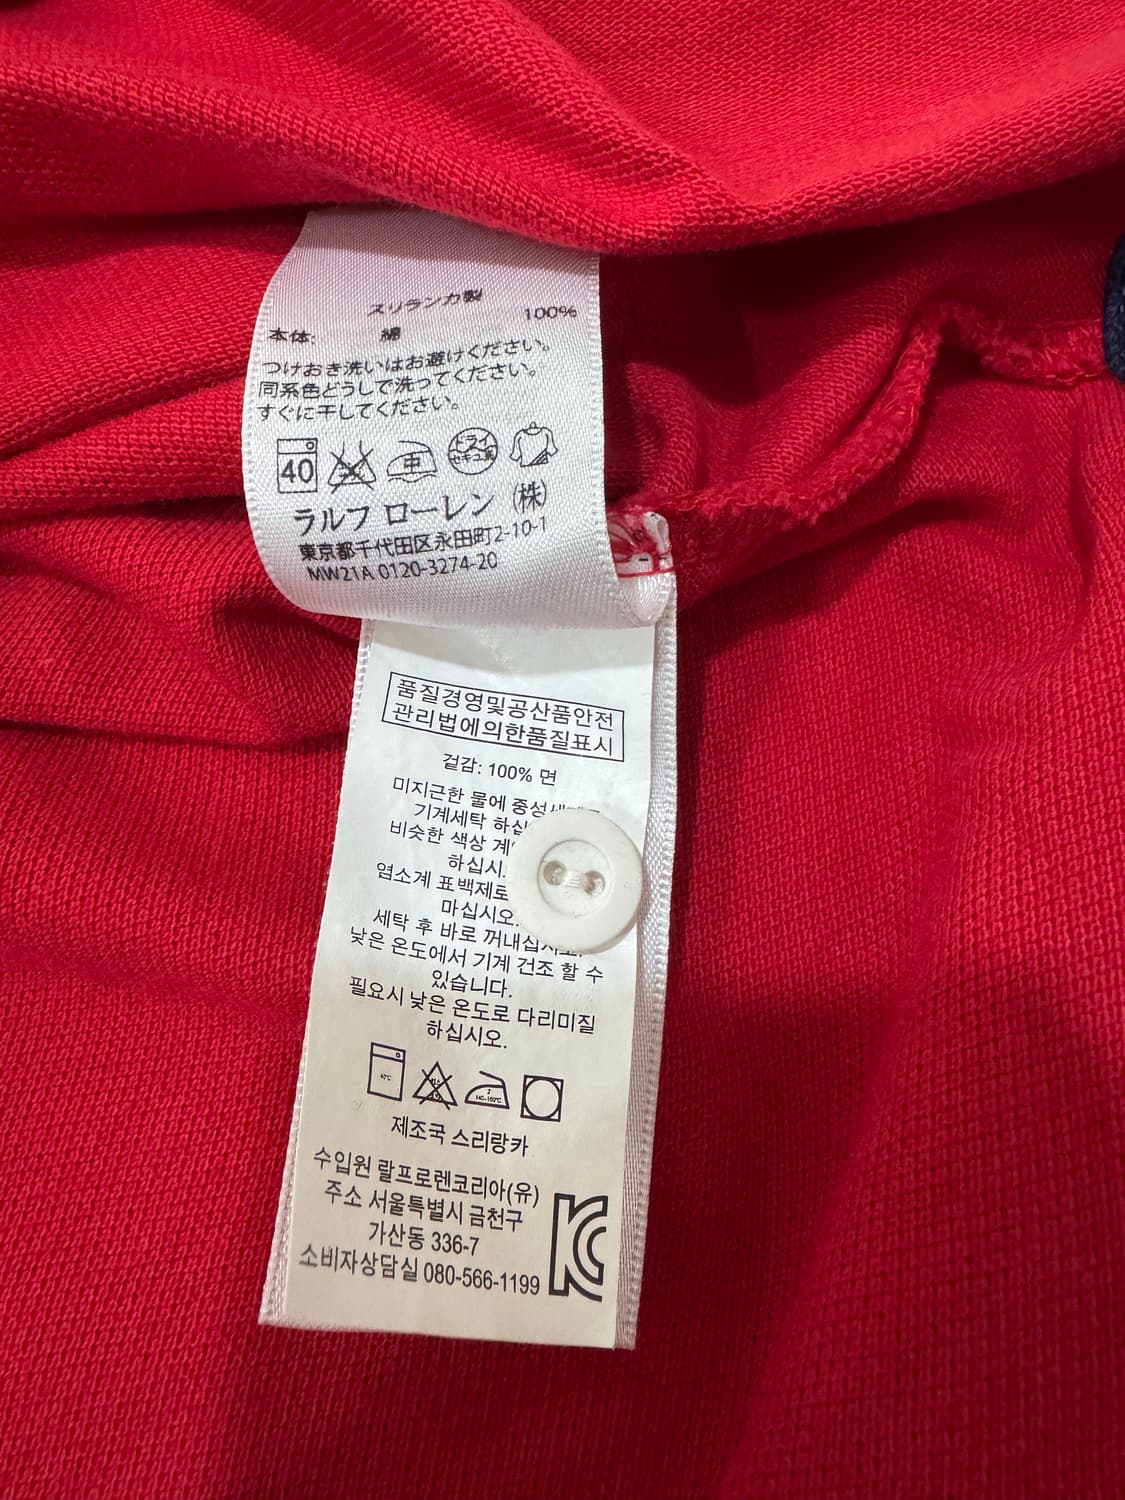 スリランカ製
本体: 綿 100%
つけおき洗いはお避けください。
同系色どうしで洗ってください。
すぐに干してください。
40 中 ドライ セキユ系
ラルフ ローレン (株)
東京都千代田区永田町2-10-1
MW21A 0120-3274-20
품질경영및공산품안전
관리법에의한품질표시
겉감: 100% 면
미지근한 물에
기계세탁
비슷한 색상
하십시
염소계 표백제로
마십시오.
세탁 후 바로 꺼내십시오.
낮은 온도에서 기계 건조 할 수
있습니다.
필요시 낮은 온도로 다리미질
하십시오.
제조국 스리랑카
수입원 랄프로렌코리아(유)
주소 서울특별시 금천구
가산동 336-7
소비자상담실 080-566-1199